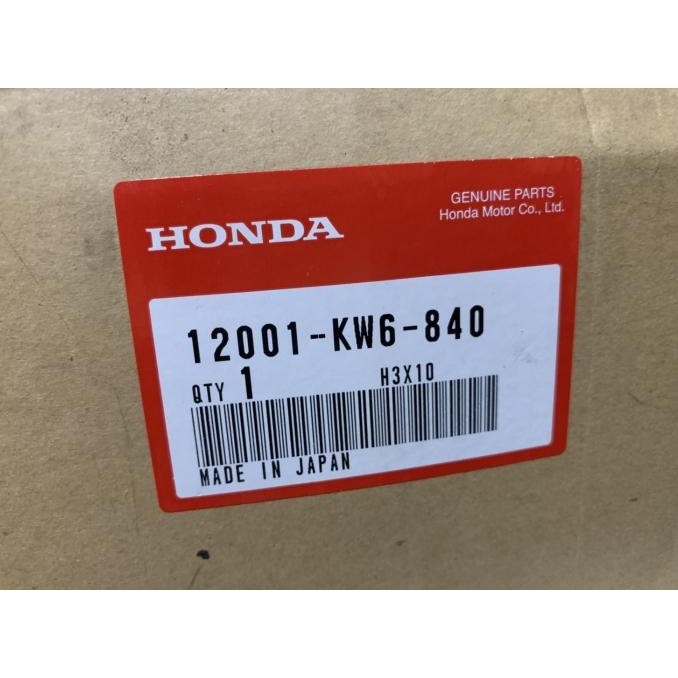 HONDA
GENUINE PARTS
Honda Motor Co., Ltd.
12001-KW6-840
QTY 1 H3X10
MADE IN JAPAN